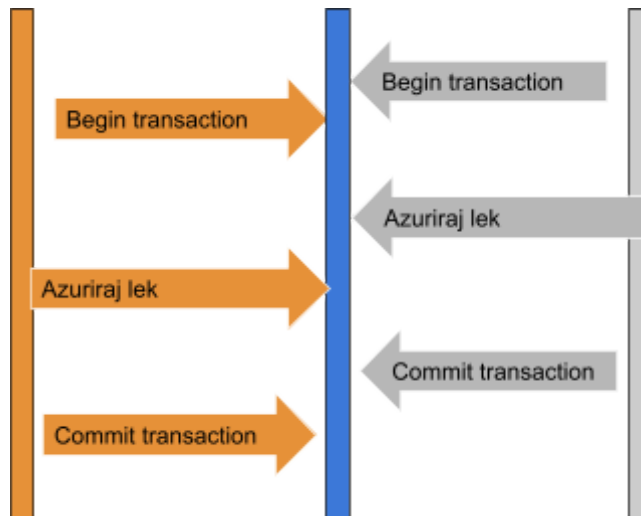 Begin transaction
Begin transaction
Azuriraj lek
Azuriraj lek
Commit transaction
Commit transaction